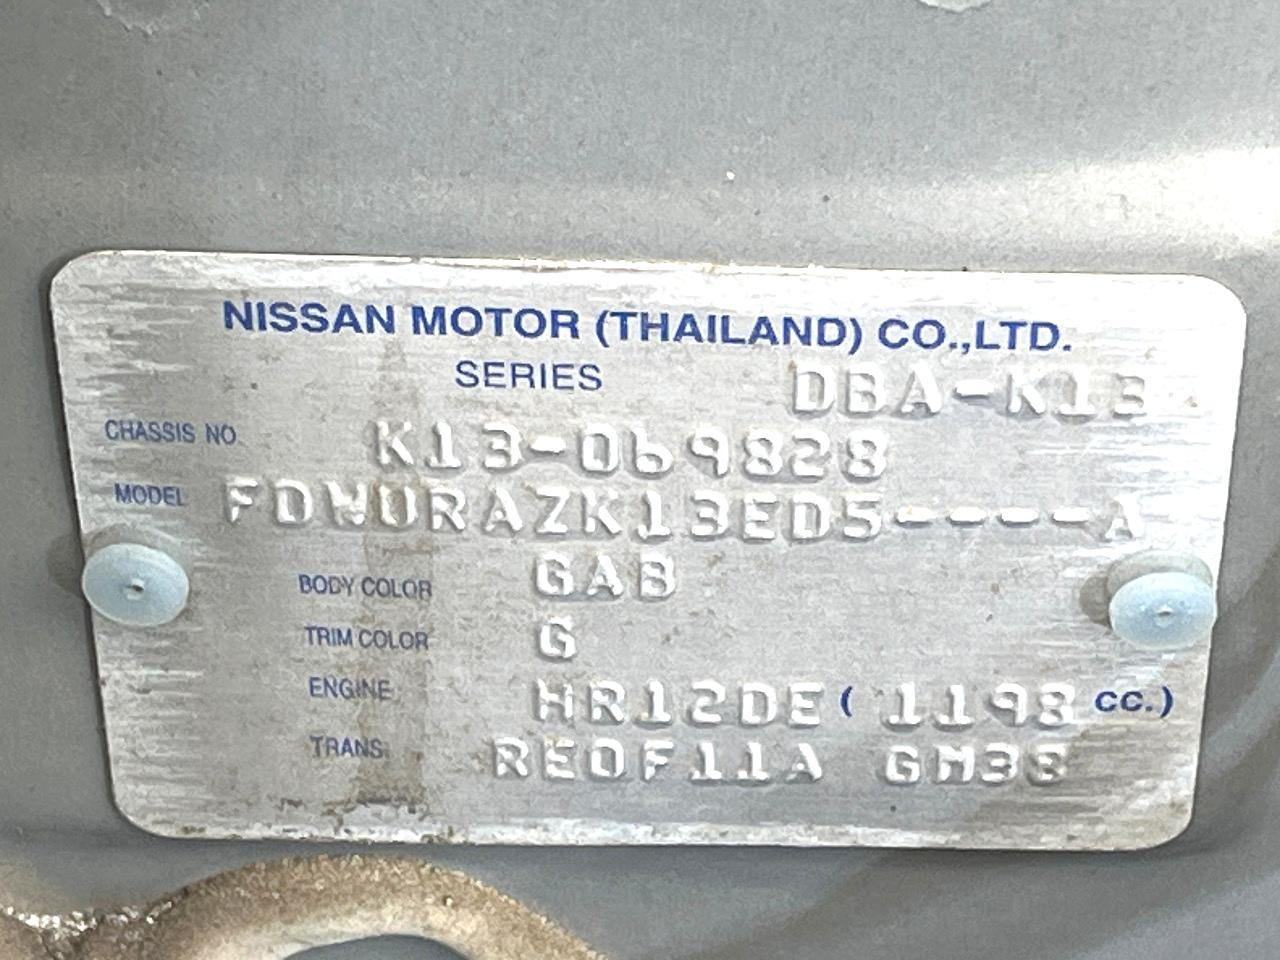 NISSAN MOTOR (THAILAND) CO.,LTD.
SERIES DBA-K13
CHASSIS NO. K13-069828
MODEL FDWURAZK13ED5----A
BODY COLOR GAB
TRIM COLOR G
ENGINE HR12DE ( 1198 cc.)
TRANS. RE0F11A GM38